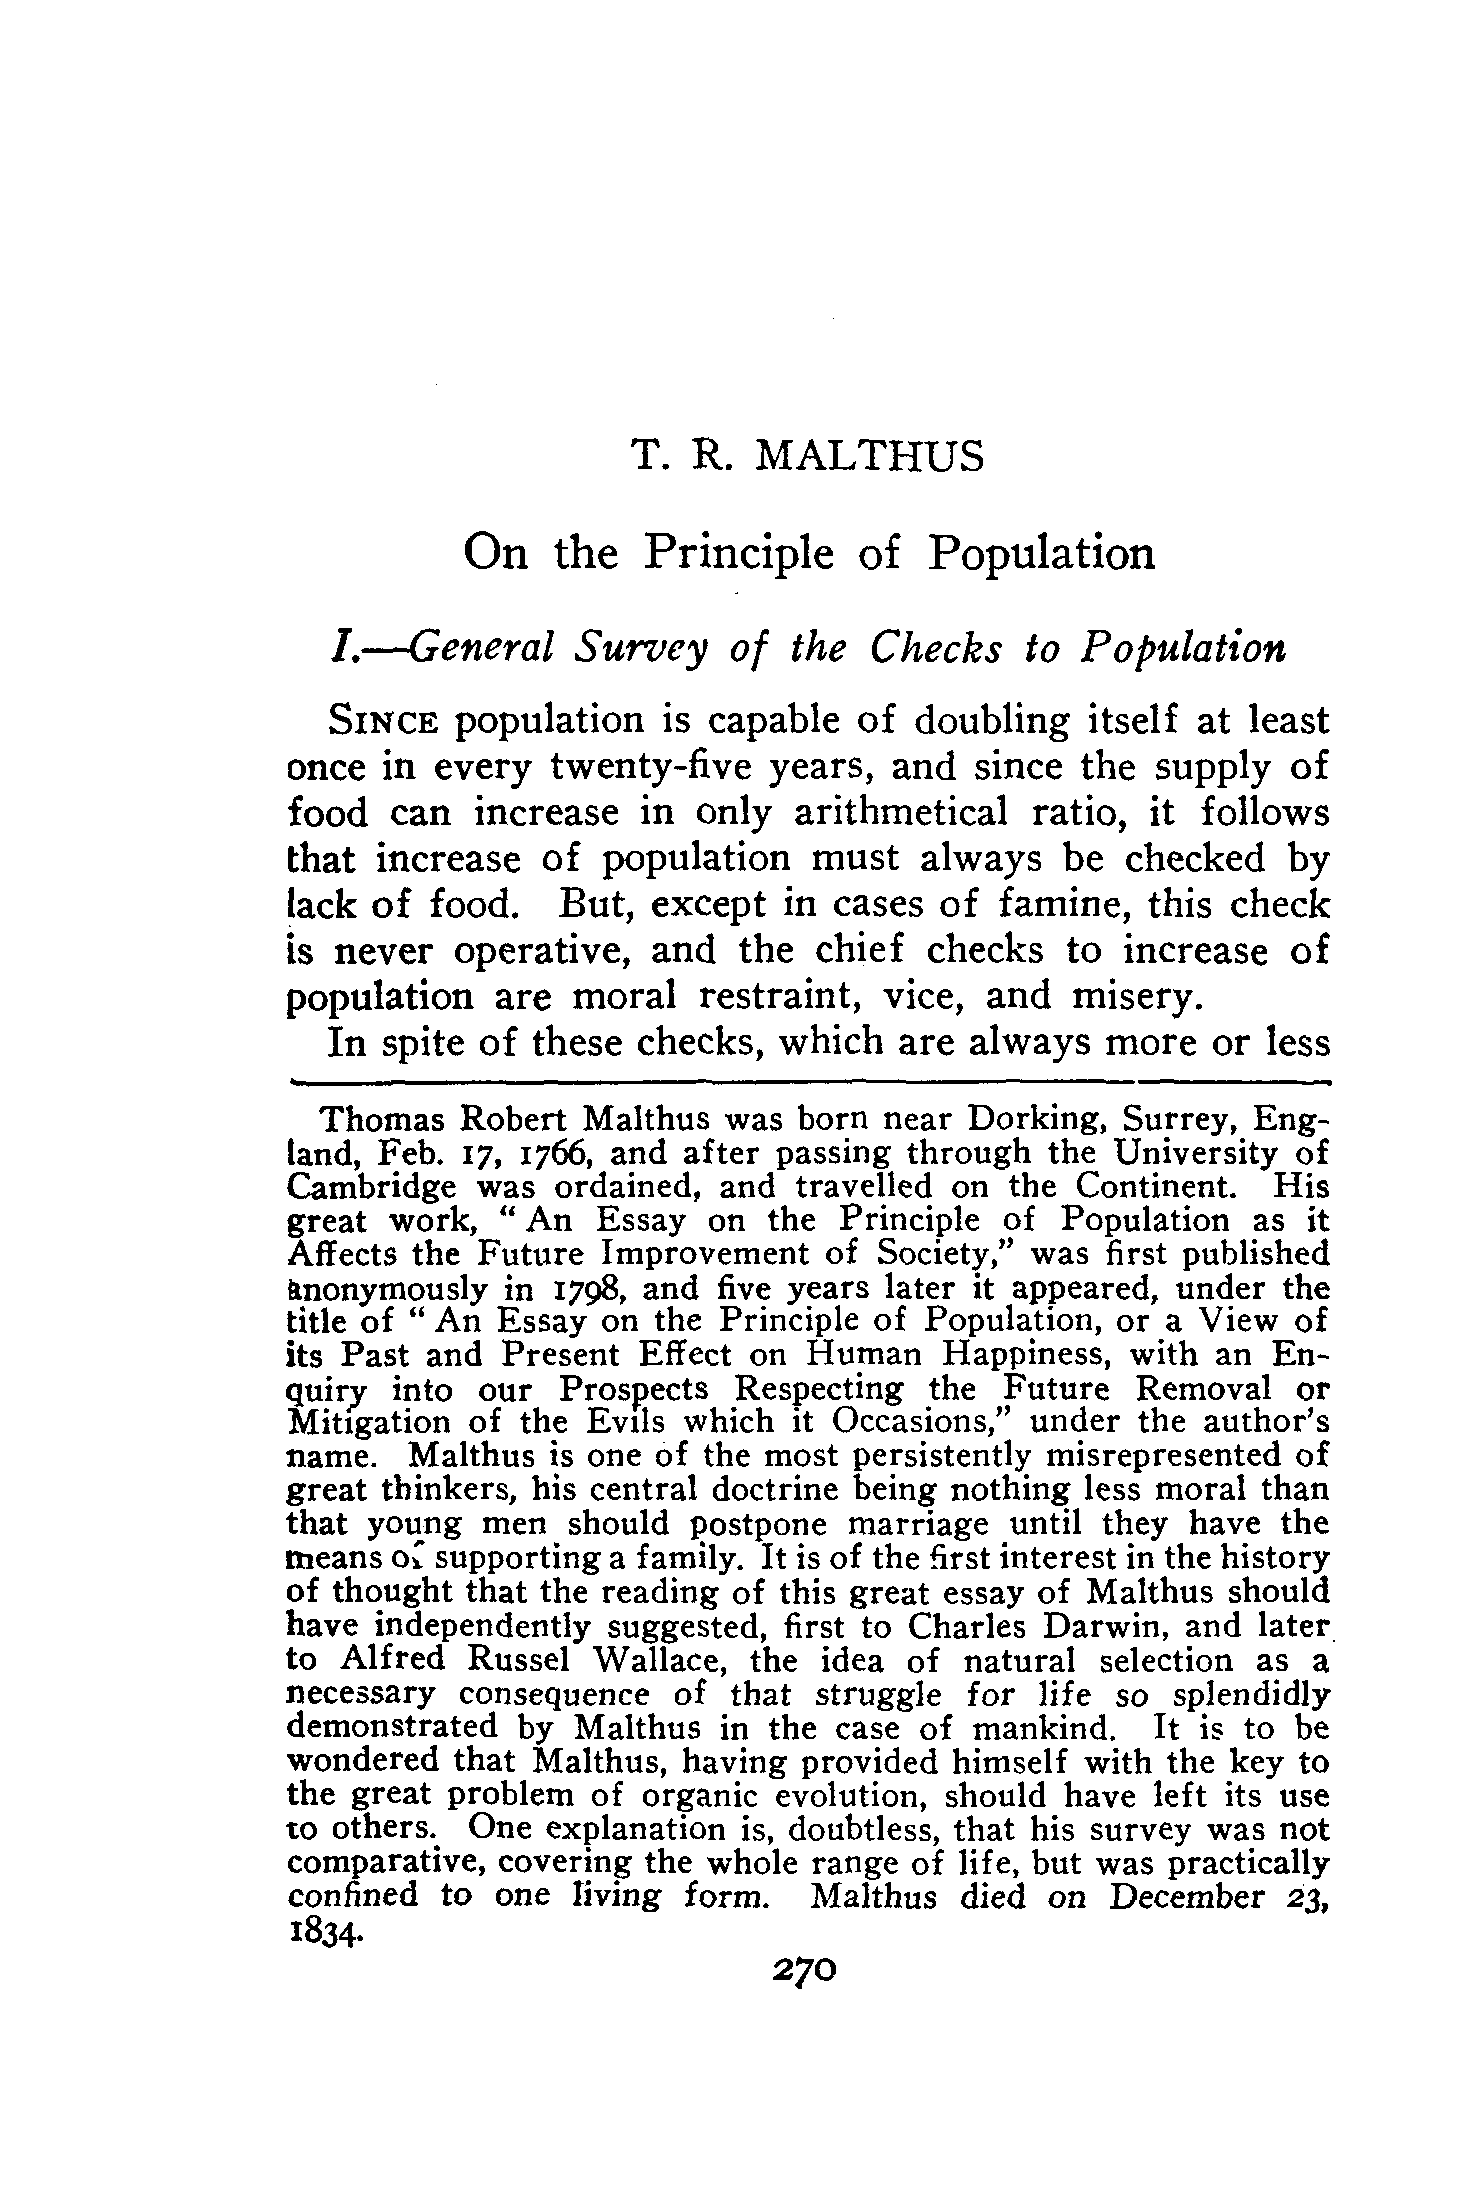 T. R. MALTHUS
On the Principle of Population
I.—General Survey of the Checks to Population
SINCE population is capable of doubling itself at least
once in every twenty-five years, and since the supply of
food can increase in only arithmetical ratio, it follows
that increase of population must always be checked by
lack of food. But, except in cases of famine, this check
is never operative, and the chief checks to increase of
population are moral restraint, vice, and misery.
In spite of these checks, which are always more or less
Thomas Robert Malthus was born near Dorking, Surrey, Eng-
land, Feb. 17, 1766, and after passing through the University of
Cambridge was ordained, and travelled on the Continent. His
great work, “ An Essay on the Principle of Population as it
Affects the Future Improvement of Society,” was first published
anonymously in 1798, and five years later it appeared, under the
title of “ An Essay on the Principle of Population, or a View of
its Past and Present Effect on Human Happiness, with an En-
quiry into our Prospects Respecting the Future Removal or
Mitigation of the Evils which it Occasions,” under the author’s
name. Malthus is one of the most persistently misrepresented of
great thinkers, his central doctrine being nothing less moral than
that young men should postpone marriage until they have the
means of supporting a family. It is of the first interest in the history
of thought that the reading of this great essay of Malthus should
have independently suggested, first to Charles Darwin, and later
to Alfred Russel Wallace, the idea of natural selection as a
necessary consequence of that struggle for life so splendidly
demonstrated by Malthus in the case of mankind. It is to be
wondered that Malthus, having provided himself with the key to
the great problem of organic evolution, should have left its use
to others. One explanation is, doubtless, that his survey was not
comparative, covering the whole range of life, but was practically
confined to one living form. Malthus died on December 23,
1834.
270